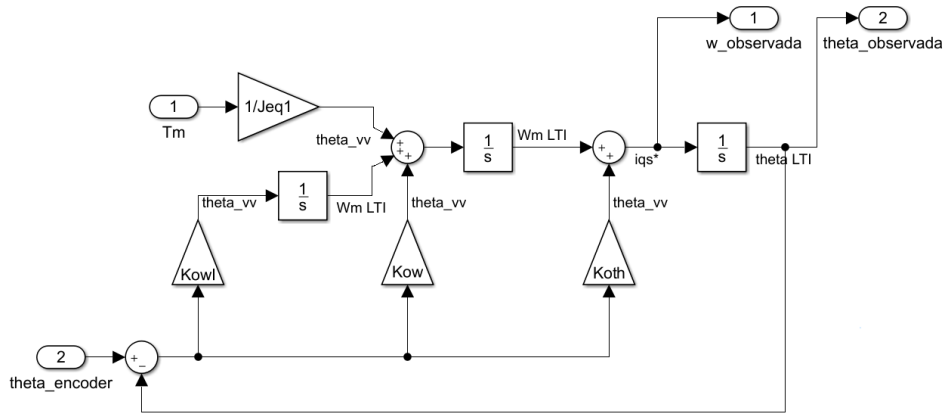 1
w_observada
2
theta_observada
1
Tm
1/Jeq1
theta_vv
+
+
+
1
s
Wm LTI
+
+
iqs*
1
s
theta LTI
theta_vv
1
s
Wm LTI
theta_vv
theta_vv
Kowl
Kow
Koth
2
theta_encoder
+
−